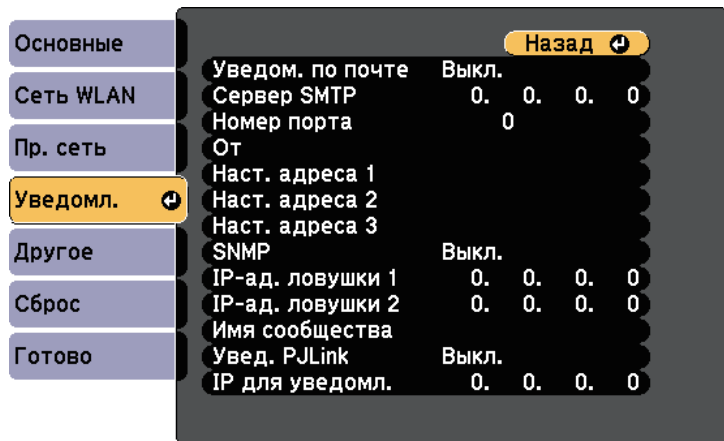 Основные
Сеть WLAN
Пр. сеть
Уведомл.
Другое
Сброс
Готово
Назад
Уведом. по почте Выкл.
Сервер SMTP 0. 0. 0. 0
Номер порта 0
От
Наст. адреса 1
Наст. адреса 2
Наст. адреса 3
SNMP Выкл.
IP-ад. ловушки 1 0. 0. 0. 0
IP-ад. ловушки 2 0. 0. 0. 0
Имя сообщества
Увед. PJLink Выкл.
IP для уведомл. 0. 0. 0. 0